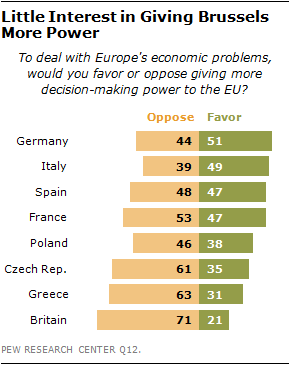 Little Interest in Giving Brussels
More Power
To deal with Europe's economic problems,
would you favor or oppose giving more
decision-making power to the EU?
Oppose Favor
Germany 44 51
Italy 39 49
Spain 48 47
France 53 47
Poland 46 38
Czech Rep. 61 35
Greece 63 31
Britain 71 21
PEW RESEARCH CENTER Q12.